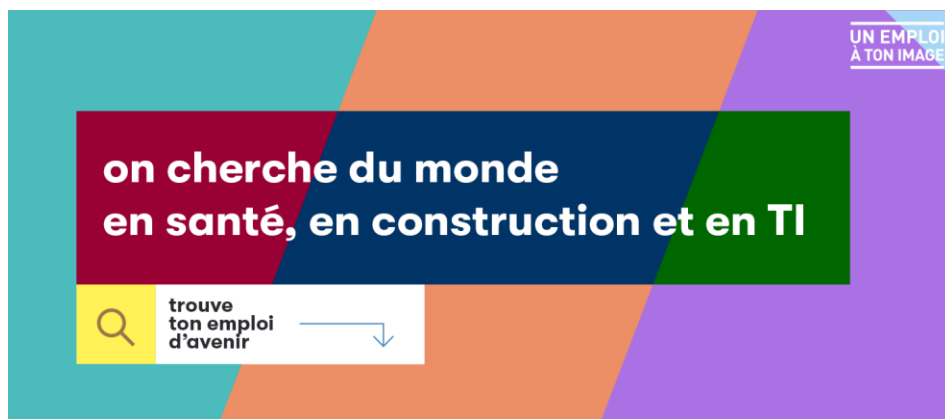 UN EMPLOI
À TON IMAGE
on cherche du monde
en santé, en construction et en TI
trouve
ton emploi
d'avenir